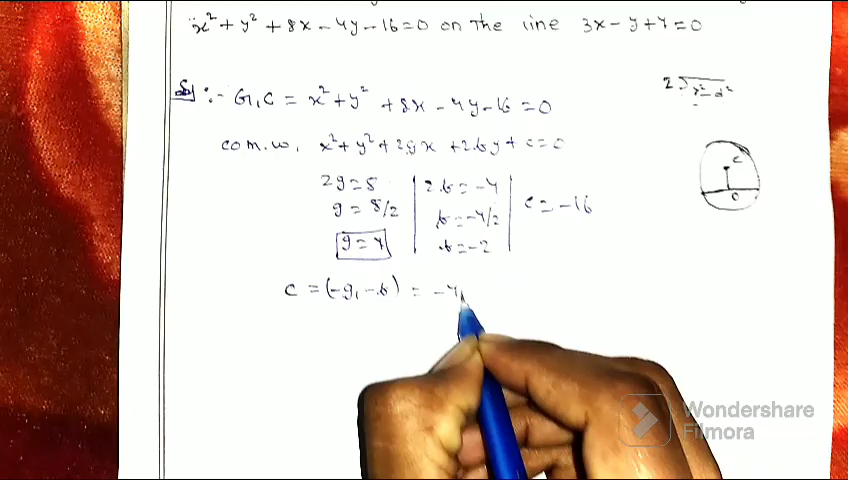 x² + y² + 8x - 4y - 16 = 0 on the line 3x - y + 4 = 0
2√r² - d²
Sol :- G.C = x² + y² + 8x - 4y - 16 = 0
com.w. x² + y² + 2gx + 2fy + c = 0
2g = 8 | 2f = -4 | c = -16
g = 8/2 | f = -4/2
g = 4 | f = -2
C
0
c = (-g, -f) = -4,
Wondershare
Filmora